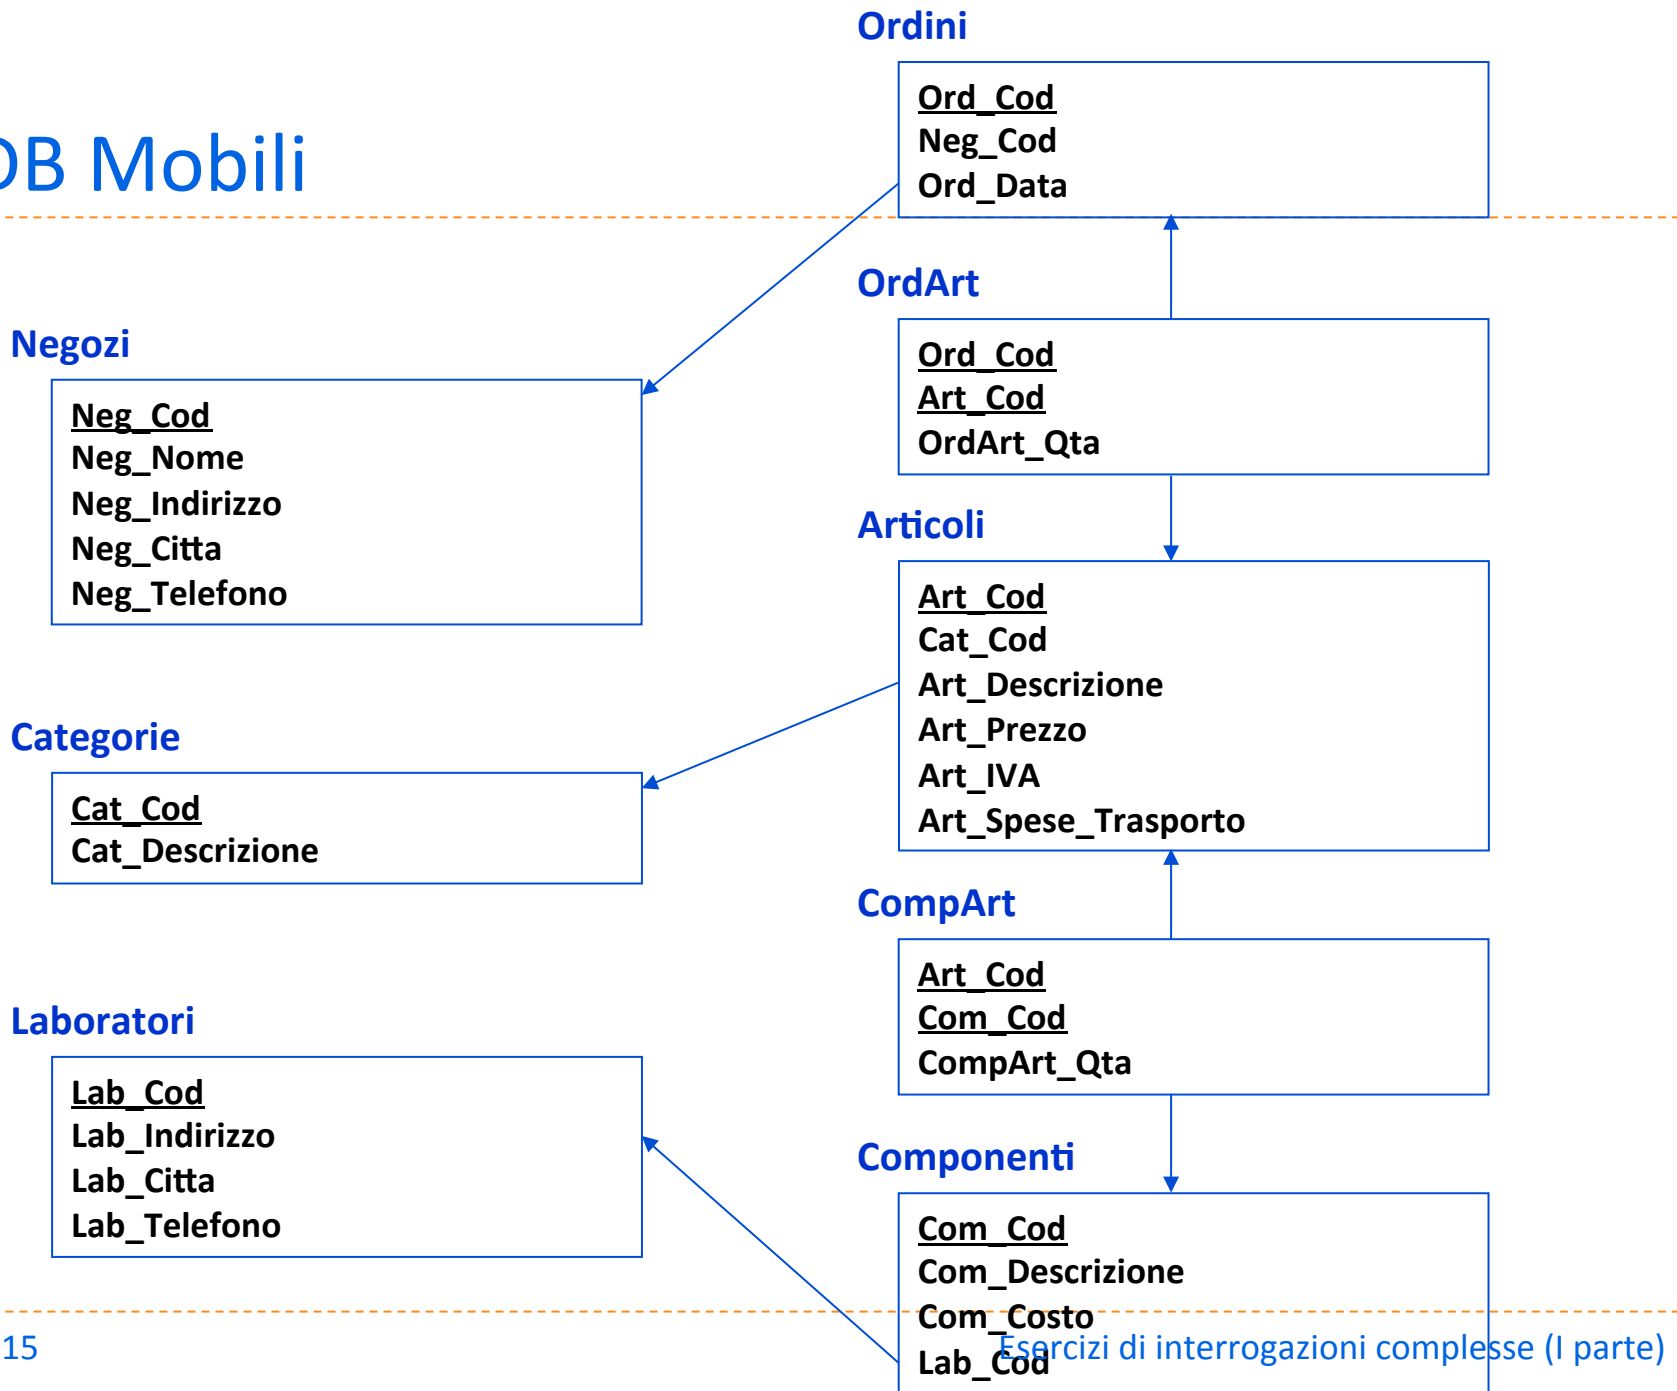 DB Mobili
Ordini
Ord_Cod
Neg_Cod
Ord_Data
OrdArt
Ord_Cod
Art_Cod
OrdArt_Qta
Negozi
Neg_Cod
Neg_Nome
Neg_Indirizzo
Neg_Citta
Neg_Telefono
Articoli
Art_Cod
Cat_Cod
Art_Descrizione
Art_Prezzo
Art_IVA
Art_Spese_Trasporto
Categorie
Cat_Cod
Cat_Descrizione
CompArt
Art_Cod
Com_Cod
CompArt_Qta
Laboratori
Lab_Cod
Lab_Indirizzo
Lab_Citta
Lab_Telefono
Componenti
Com_Cod
Com_Descrizione
Com_Costo
Lab_Cod
15
Esercizi di interrogazioni complesse (I parte)